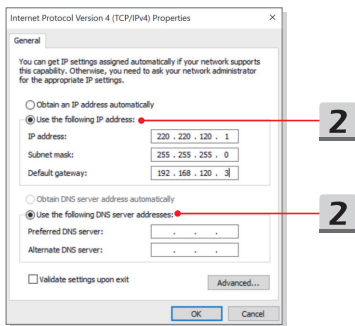 Internet Protocol Version 4 (TCP/IPv4) Properties
General
You can get IP settings assigned automatically if your network supports
this capability. Otherwise, you need to ask your network administrator
for the appropriate IP settings.
Obtain an IP address automatically
Use the following IP address:
2
IP address: 220 . 220 . 120 . 1
Subnet mask: 255 . 255 . 255 . 0
Default gateway: 192 . 168 . 120 . 3
Obtain DNS server address automatically
Use the following DNS server addresses:
2
Preferred DNS server: . . .
Alternate DNS server: . . .
Validate settings upon exit
Advanced...
OK Cancel